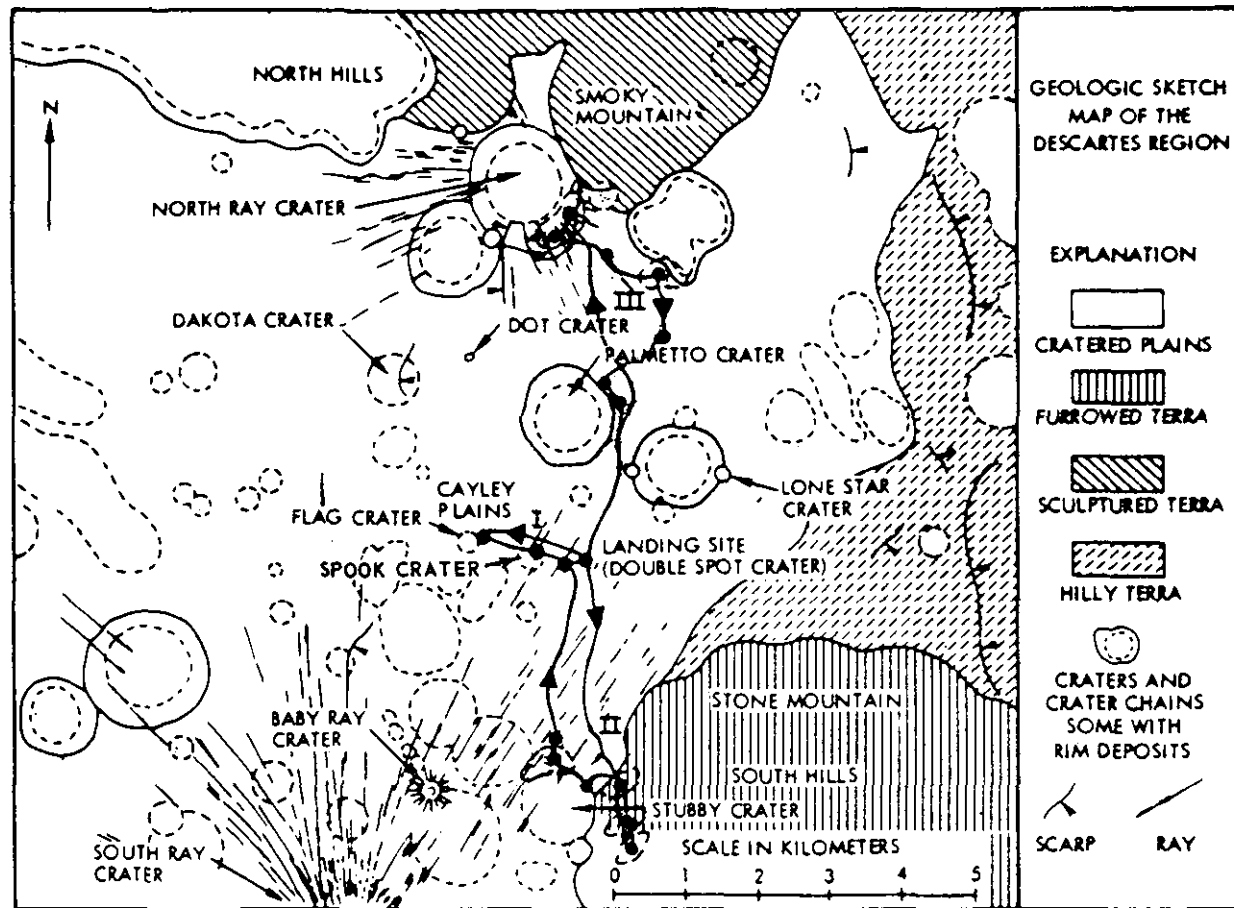 NORTH HILLS
N
SMOKY
MOUNTAIN
NORTH RAY CRATER
III
DAKOTA CRATER
DOT CRATER
PALMETTO CRATER
CAYLEY
PLAINS
I
FLAG CRATER
LONE STAR
CRATER
SPOOK CRATER
LANDING SITE
(DOUBLE SPOT CRATER)
II
STONE MOUNTAIN
BABY RAY
CRATER
SOUTH HILLS
STUBBY CRATER
SOUTH RAY
CRATER
SCALE IN KILOMETERS
0 1 2 3 4 5
GEOLOGIC SKETCH
MAP OF THE
DESCARTES REGION
EXPLANATION
CRATERED PLAINS
FURROWED TERRA
SCULPTURED TERRA
HILLY TERRA
CRATERS AND
CRATER CHAINS
SOME WITH
RIM DEPOSITS
SCARP RAY